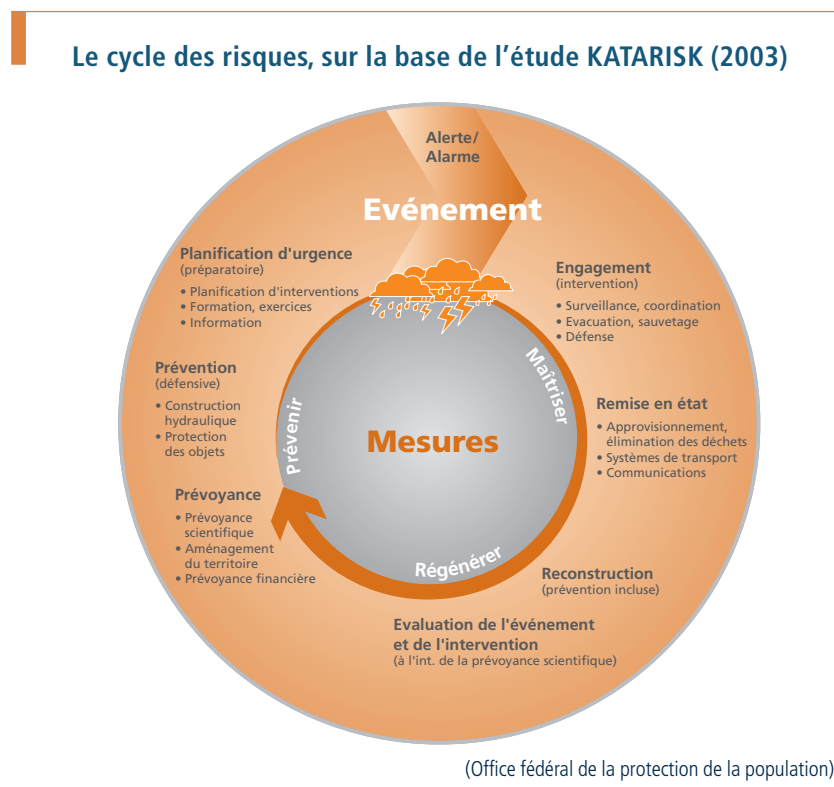 Le cycle des risques, sur la base de l'étude KATARISK (2003)
Alerte/
Alarme
Evénement
Engagement
(intervention)
• Surveillance, coordination
• Evacuation, sauvetage
• Défense
Remise en état
• Approvisionnement,
élimination des déchets
• Systèmes de transport
• Communications
Reconstruction
(prévention incluse)
Evaluation de l'événement
et de l'intervention
(à l'int. de la prévoyance scientifique)
Prévoyance
• Prévoyance
scientifique
• Aménagement
du territoire
• Prévoyance financière
Prévention
(défensive)
• Construction
hydraulique
• Protection
des objets
Planification d'urgence
(préparatoire)
• Planification d'interventions
• Formation, exercices
• Information
Maîtriser
Régénérer
Prévenir
Mesures
(Office fédéral de la protection de la population)